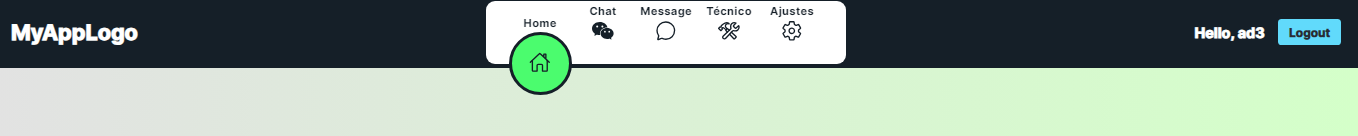 MyAppLogo
Home
Chat
Message
Técnico
Ajustes
Hello, ad3
Logout